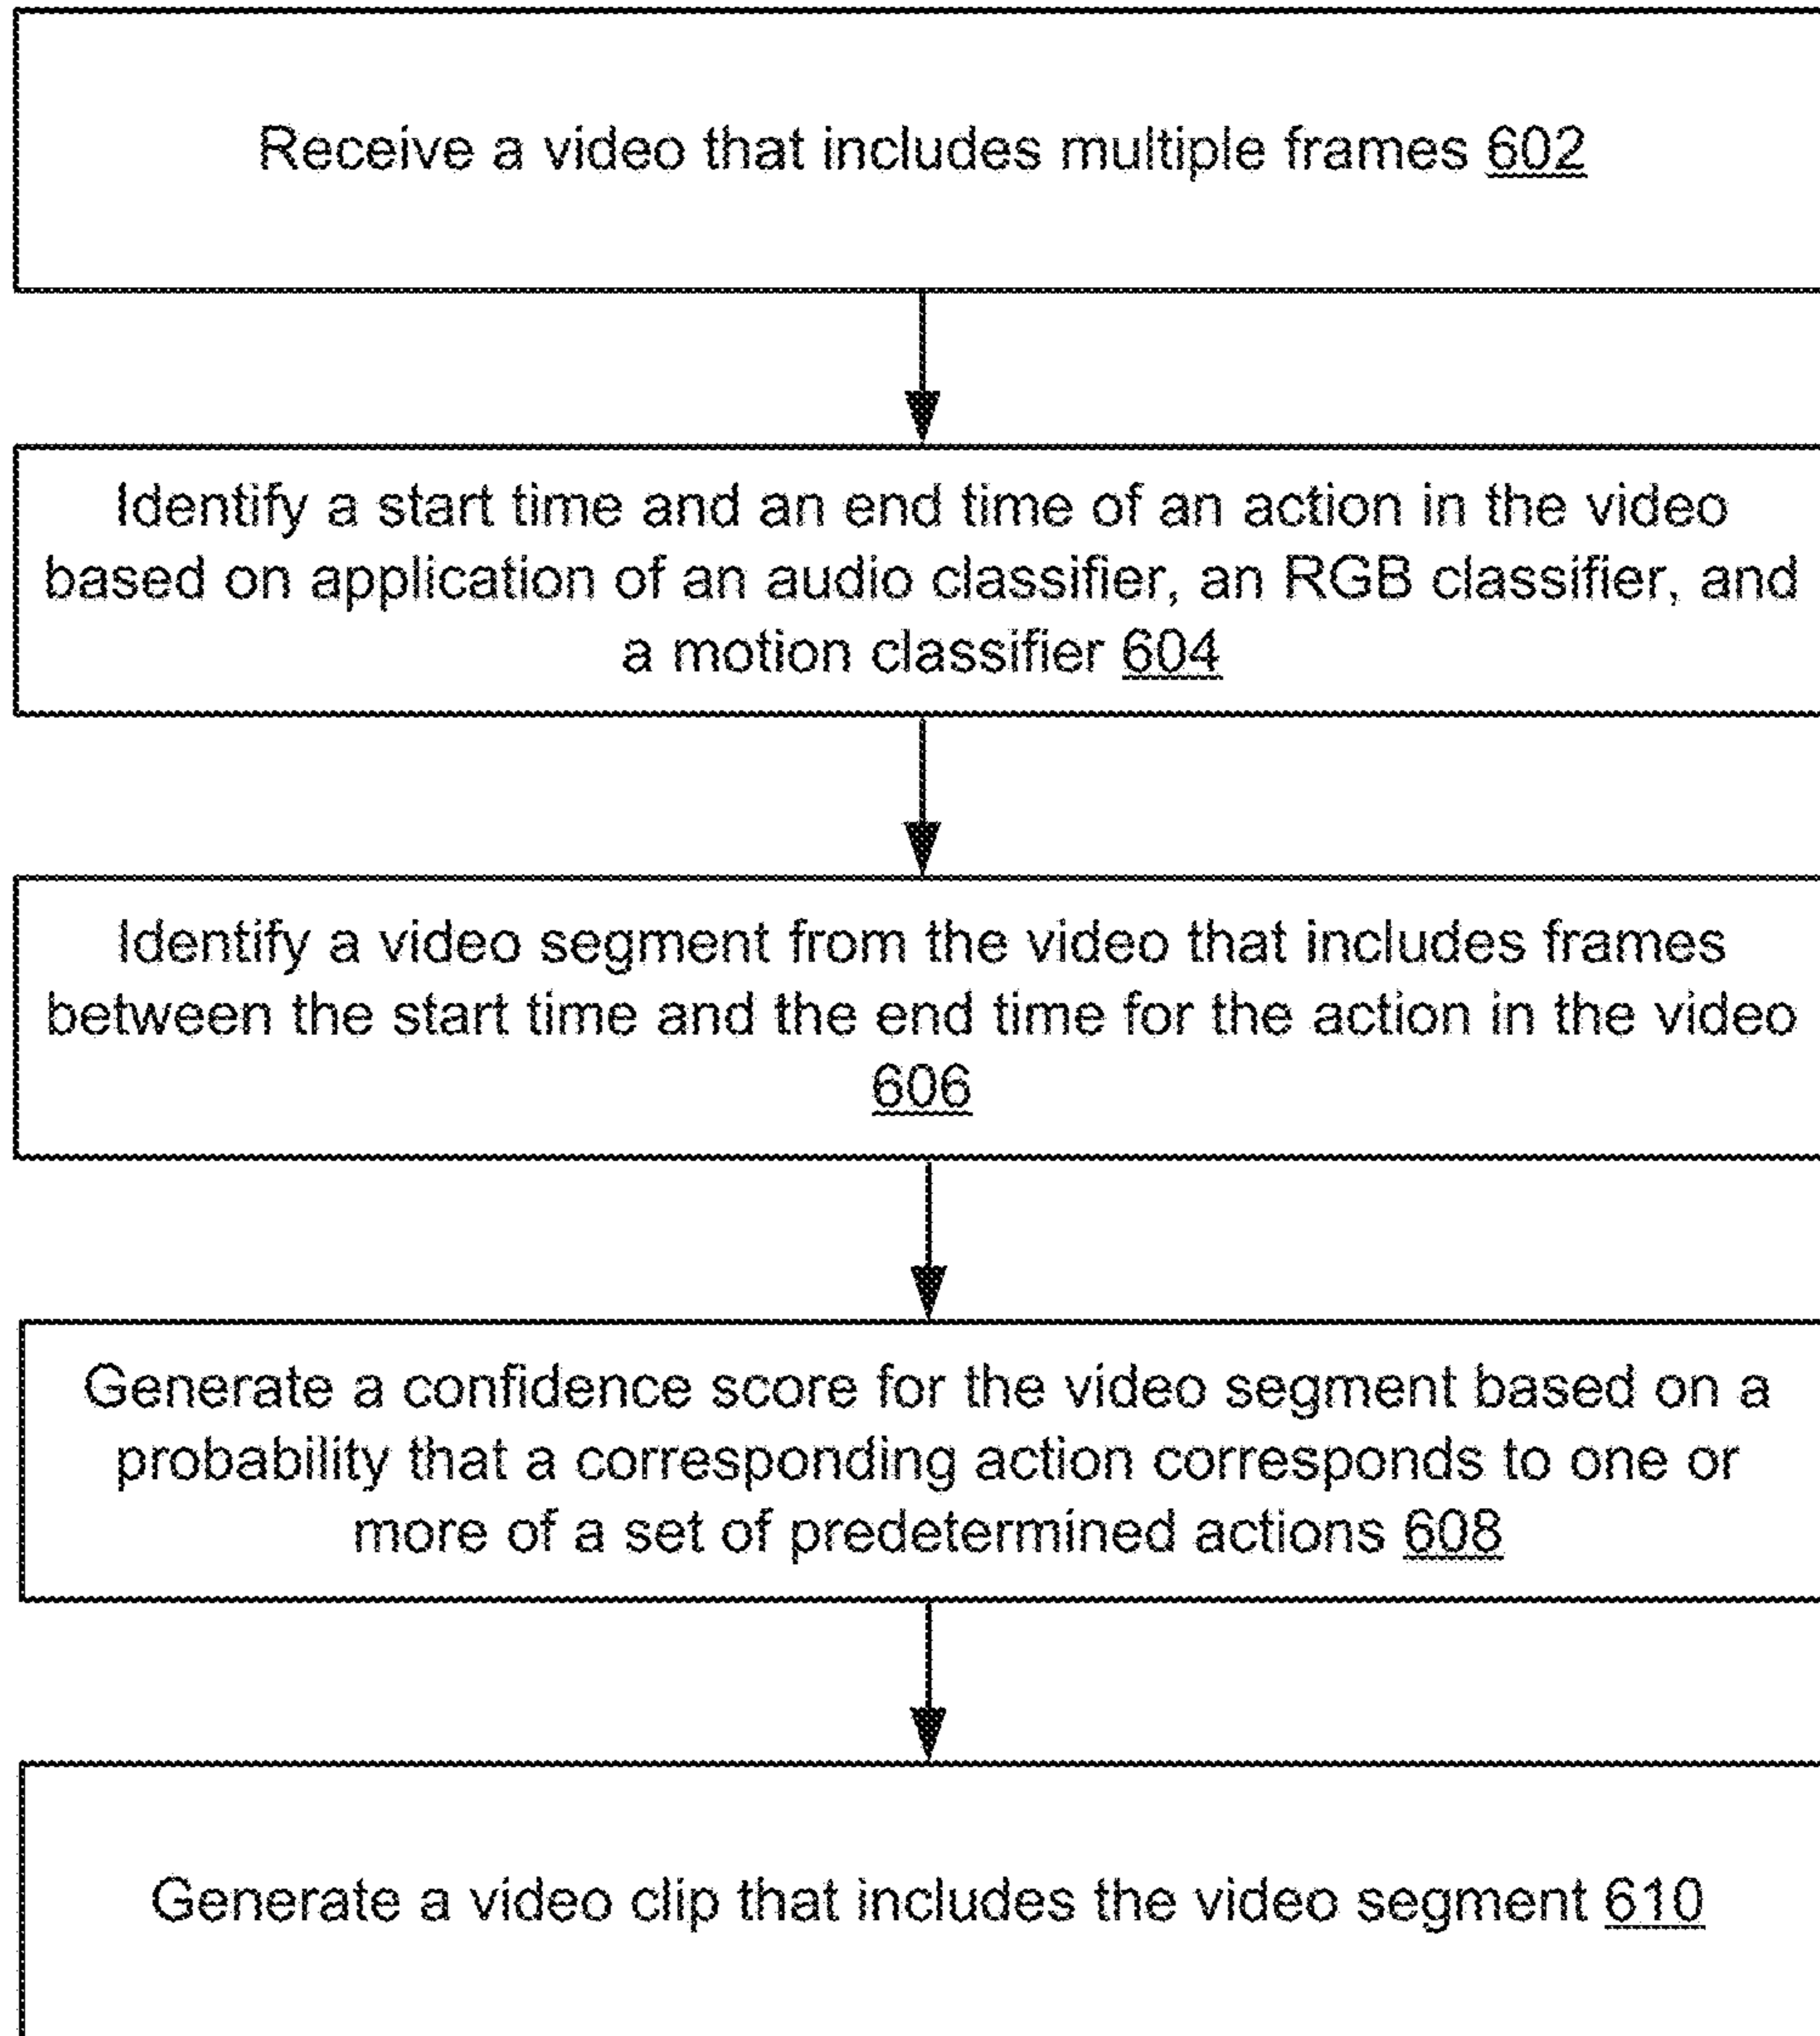 Receive a video that includes multiple frames 602
Identify a start time and an end time of an action in the video
based on application of an audio classifier, an RGB classifier, and
a motion classifier 604
Identify a video segment from the video that includes frames
between the start time and the end time for the action in the video
606
Generate a confidence score for the video segment based on a
probability that a corresponding action corresponds to one or
more of a set of predetermined actions 608
Generate a video clip that includes the video segment 610